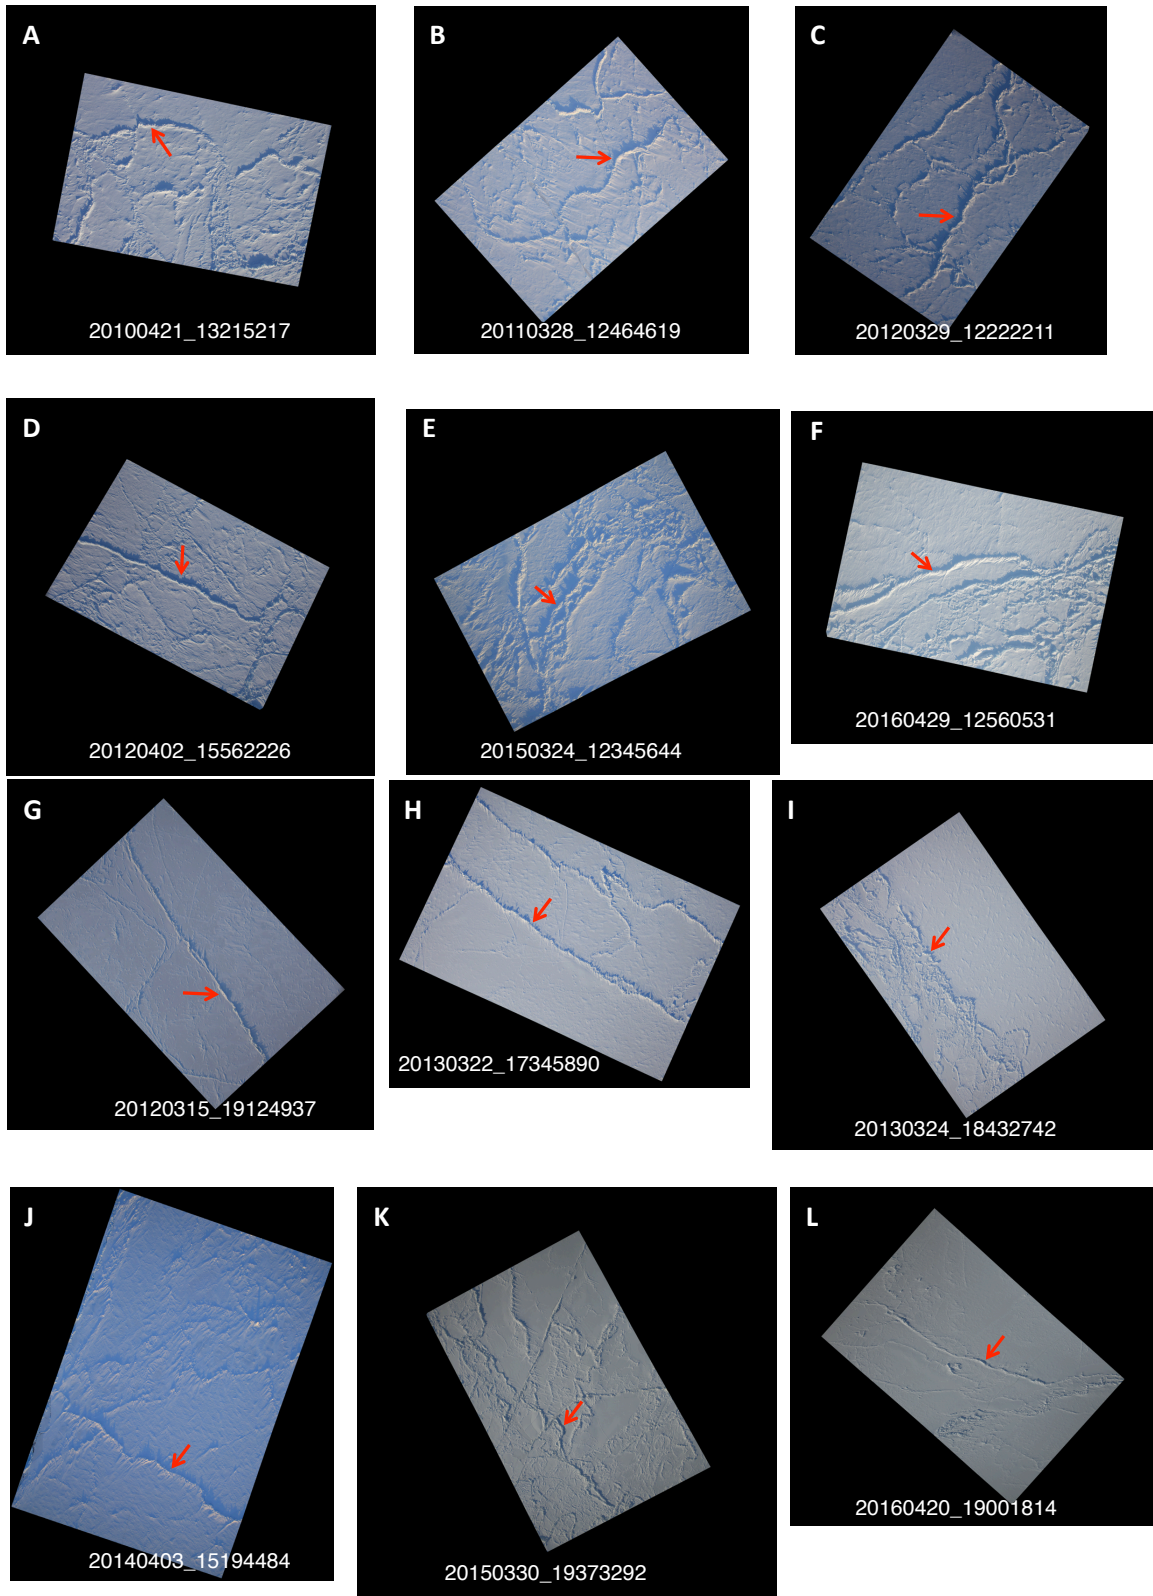 A
B
C
20100421_13215217
20110328_12464619
20120329_12222211
D
E
F
20120402_15562226
20150324_12345644
20160429_12560531
G
H
I
20120315_19124937
20130322_17345890
20130324_18432742
J
K
L
20140403_15194484
20150330_19373292
20160420_19001814